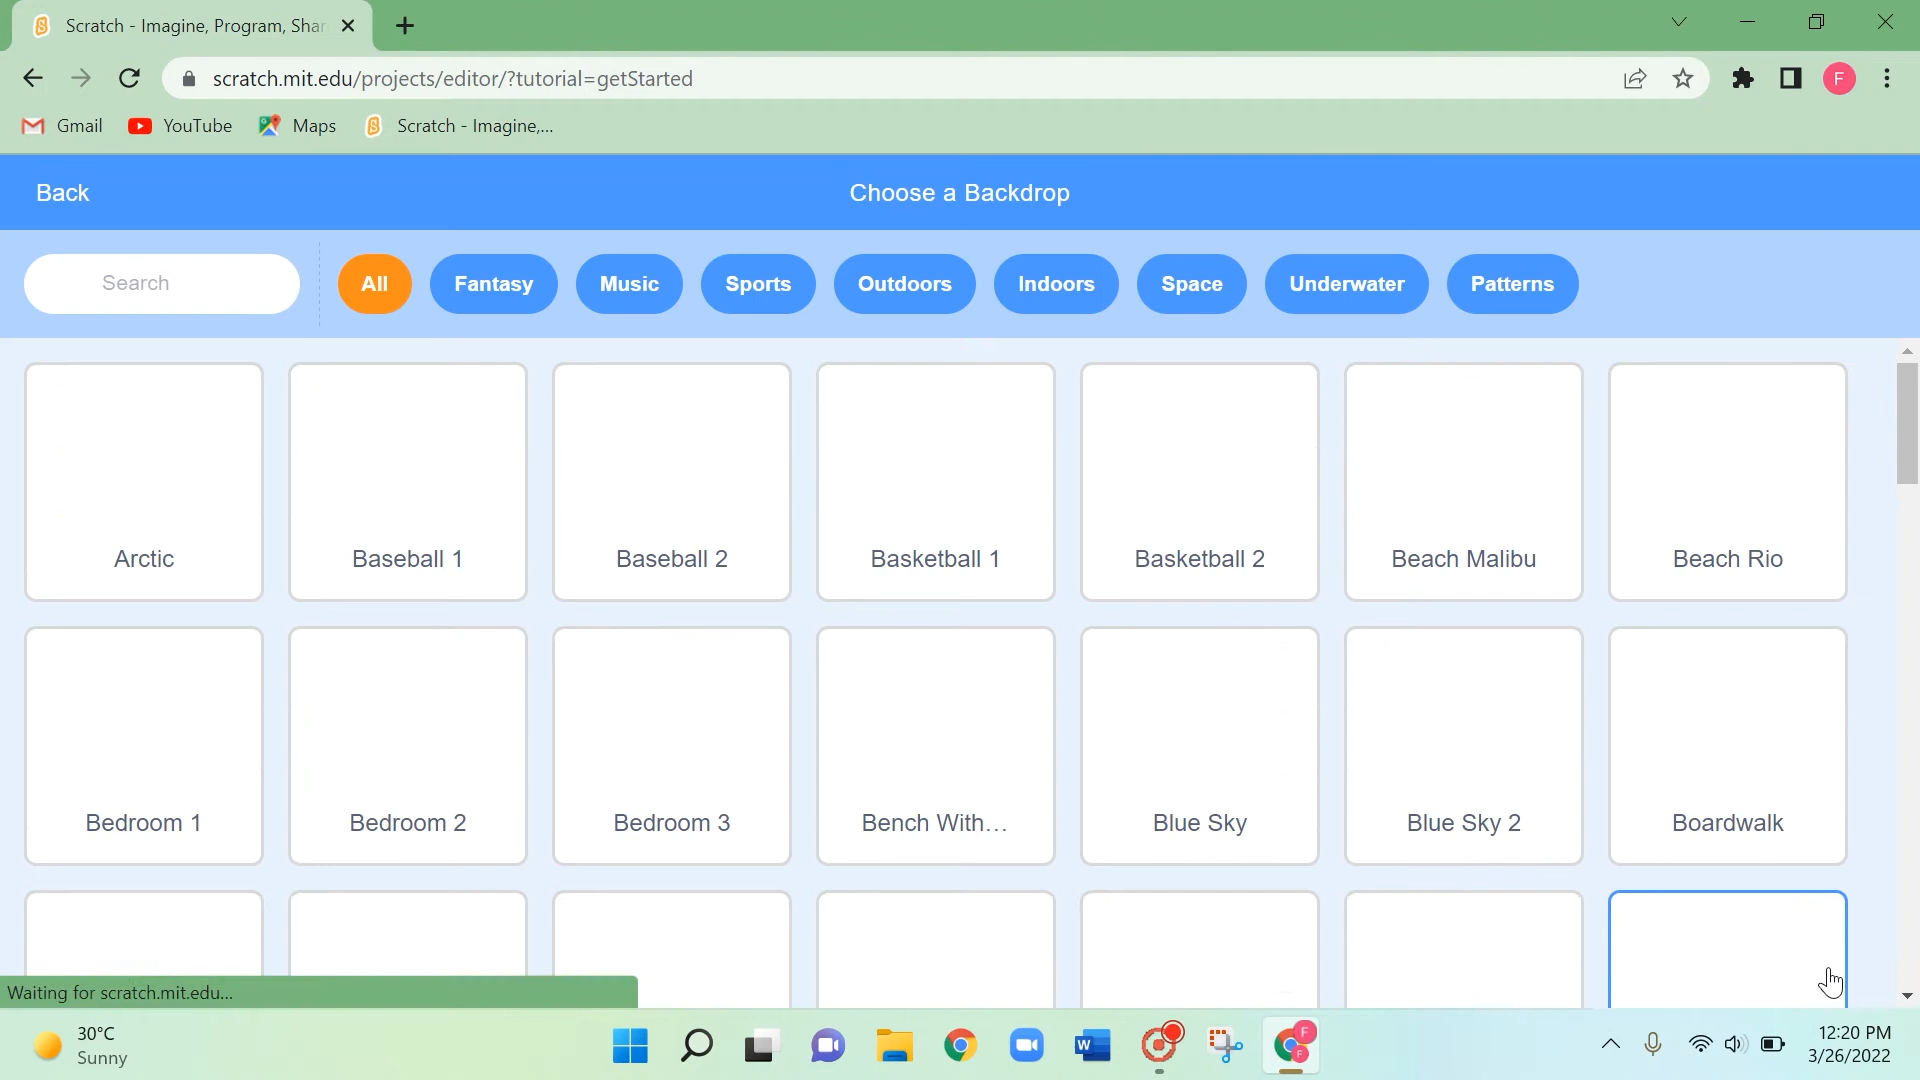 Scratch - Imagine, Program, Shar
scratch.mit.edu/projects/editor/?tutorial=getStarted
F
Gmail YouTube Maps Scratch - Imagine,...
Back Choose a Backdrop
Search All Fantasy Music Sports Outdoors Indoors Space Underwater Patterns
Arctic Baseball 1 Baseball 2 Basketball 1 Basketball 2 Beach Malibu Beach Rio
Bedroom 1 Bedroom 2 Bedroom 3 Bench With... Blue Sky Blue Sky 2 Boardwalk
Waiting for scratch.mit.edu...
30°C 12:20 PM
Sunny 3/26/2022